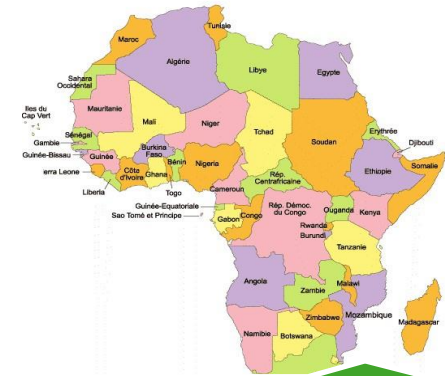 Tunisie
Maroc
Algérie
Libye
Egypte
Sahara
Occidental
Iles du
Cap Vert
Mauritanie
Mali
Niger
Tchad
Soudan
Erythrée
Djibouti
Sénégal
Gambie
Guinée-Bissau
Guinée
Burkina
Faso
Bénin
Nigeria
Ethiopie
Somalie
erra Leone
Côte
d'Ivoire
Ghana
Togo
Liberia
Rép.
Centrafricaine
Cameroun
Guinée-Equatoriale
Sao Tomé et Principe
Gabon
Congo
Rép. Démoc.
du Congo
Ouganda
Kenya
Rwanda
Burundi
Tanzanie
Angola
Zambie
Malawi
Mozambique
Zimbabwe
Madagascar
Namibie
Botswana